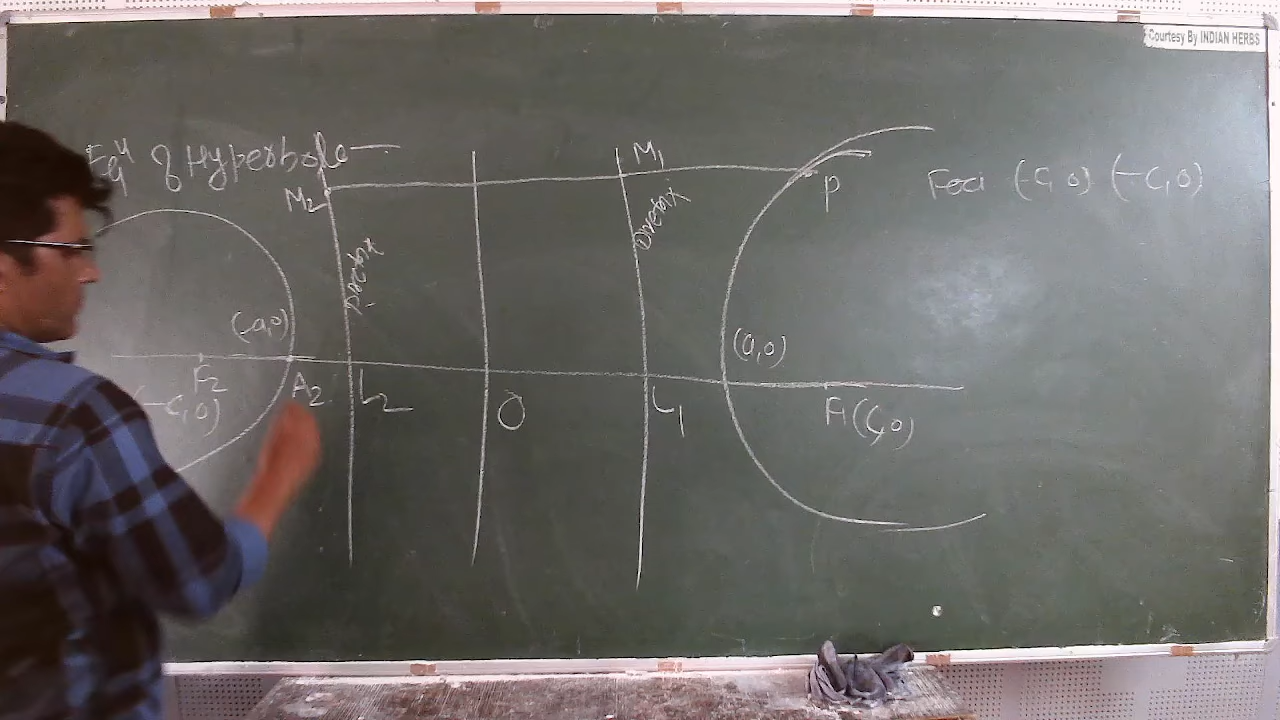 Courtesy By INDIAN HERBS
Eqⁿ of Hyperbole
M2
M1
P
Foci (c,0) (-c,0)
Directrix
Directrix
(-a,0)
(a,0)
F2
(-c,0)
A2
L2
O
L1
F1(c,0)